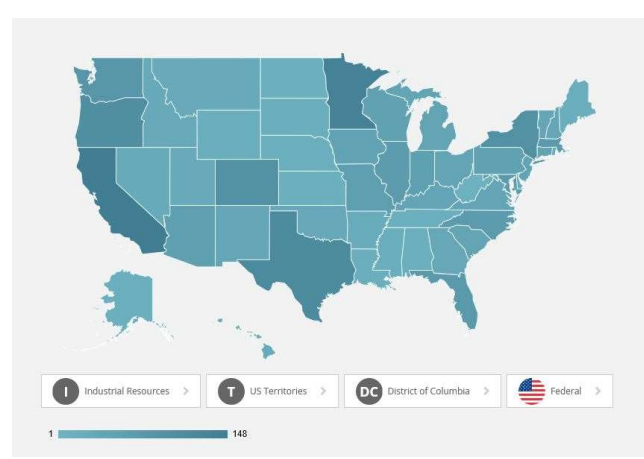 I Industrial Resources >
T US Territories >
DC District of Columbia >
Federal >
1 148